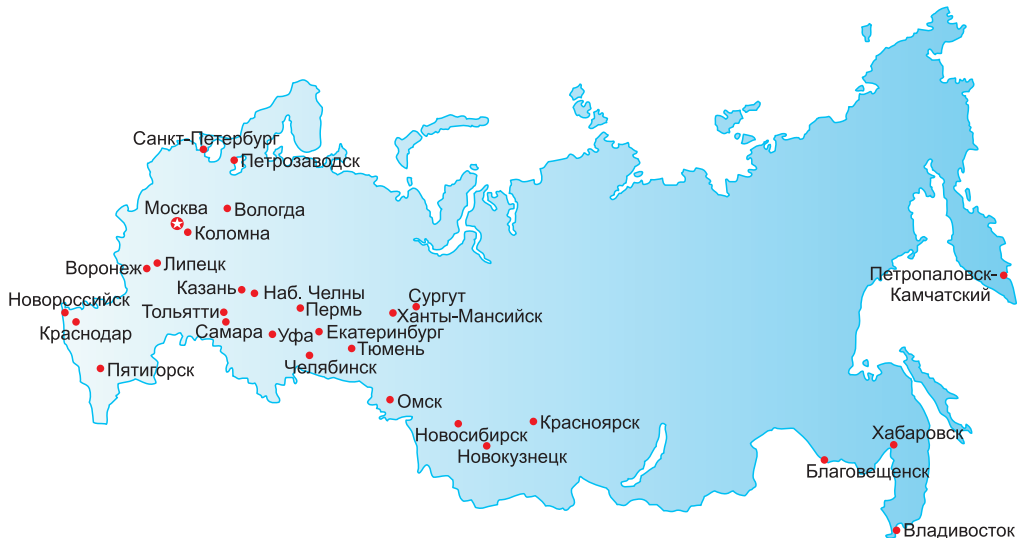 Санкт-Петербург
Петрозаводск
Москва
Вологда
Коломна
Воронеж
Липецк
Казань
Наб. Челны
Новороссийск
Тольятти
Пермь
Сургут
Ханты-Мансийск
Краснодар
Самара
Уфа
Екатеринбург
Тюмень
Челябинск
Пятигорск
Омск
Новосибирск
Красноярск
Новокузнецк
Петропаловск-
Камчатский
Хабаровск
Благовещенск
Владивосток